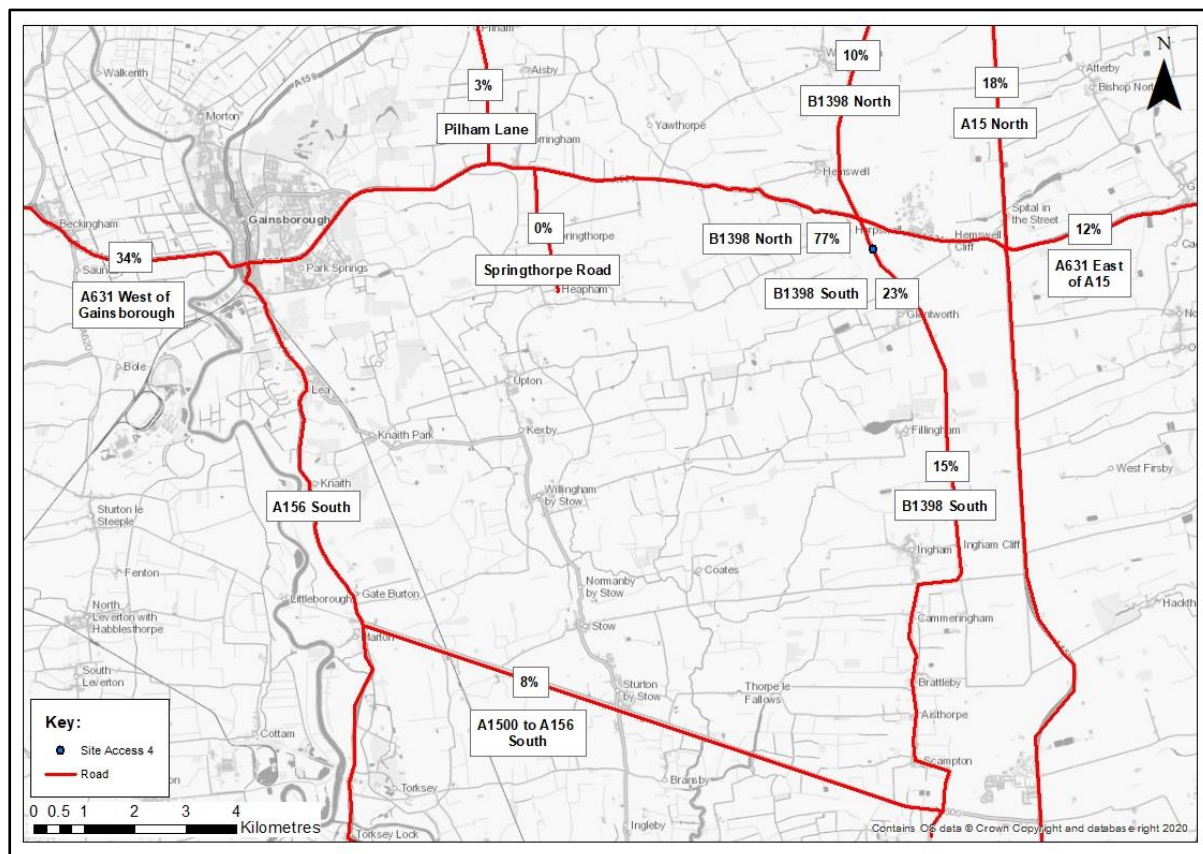 Pilham
N
Walkerith
A159
Aisby
10%
Atterby
3%
18%
Bishop Nort
Morton
B1398 North
Pilham Lane
A15 North
Yawthorpe
orringham
Hemswell
Beckingham
Gainsborough
Spital in
the Street
0%
Harpswell
Hemswell
Cliff
12%
34%
B1398 North
77%
pringthorpe
Saun
Park Springs
Springthorpe Road
A631 East
of A15
A631 West of
Gainsborough
B1398 South
23%
Heapham
Glentworth
Bole
Lea
Upton
Kexby
Knaith Park
Fillingham
15%
West Firsby
Knaith
A156 South
Willingham
by Stow
B1398 South
Sturton le
Steeple
Ingham
Ingham Cliff
Fenton
Coates
Normanby
by Stow
Littleborough
Gate Burton
North
Leverton with
Habblesthorpe
Hackth
Cammeringham
Stow
Marton
South
Leverton
8%
Sturton
by Stow
Thorpe le
Fallows
Brattleby
A1500 to A156
South
Aisthorpe
Key:
Site Access 4
Road
Cottam
Scampton
Bransby
Torksey
0 0.5 1 2 3 4
Kilometres
Ingleby
Torksey Lock
Contains OS data © Crown Copyright and database right 2020